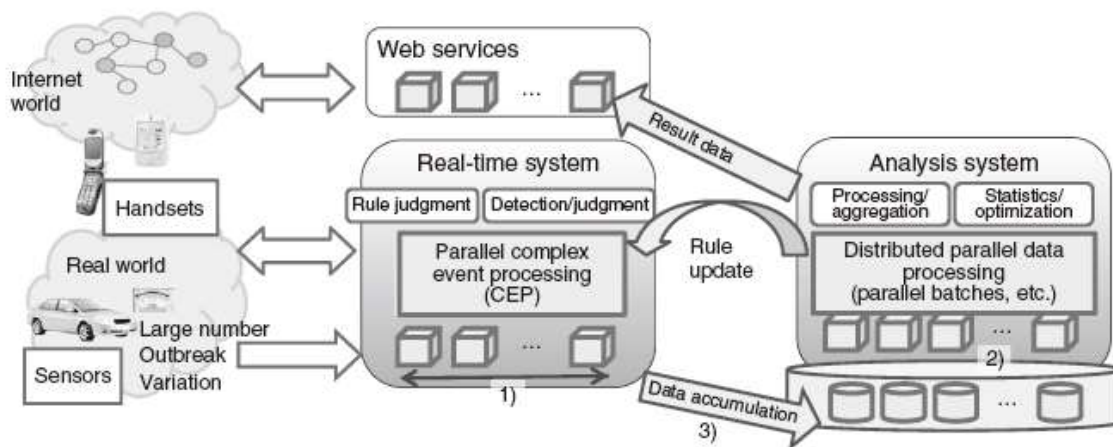 Internet
world
Handsets
Real world
Large number
Outbreak
Variation
Sensors
Web services
...
Result data
Real-time system
Rule judgment
Detection/judgment
Parallel complex
event processing
(CEP)
...
1)
Rule
update
Data accumulation
3)
Analysis system
Processing/
aggregation
Statistics/
optimization
Distributed parallel data
processing
(parallel batches, etc.)
...
2)
...